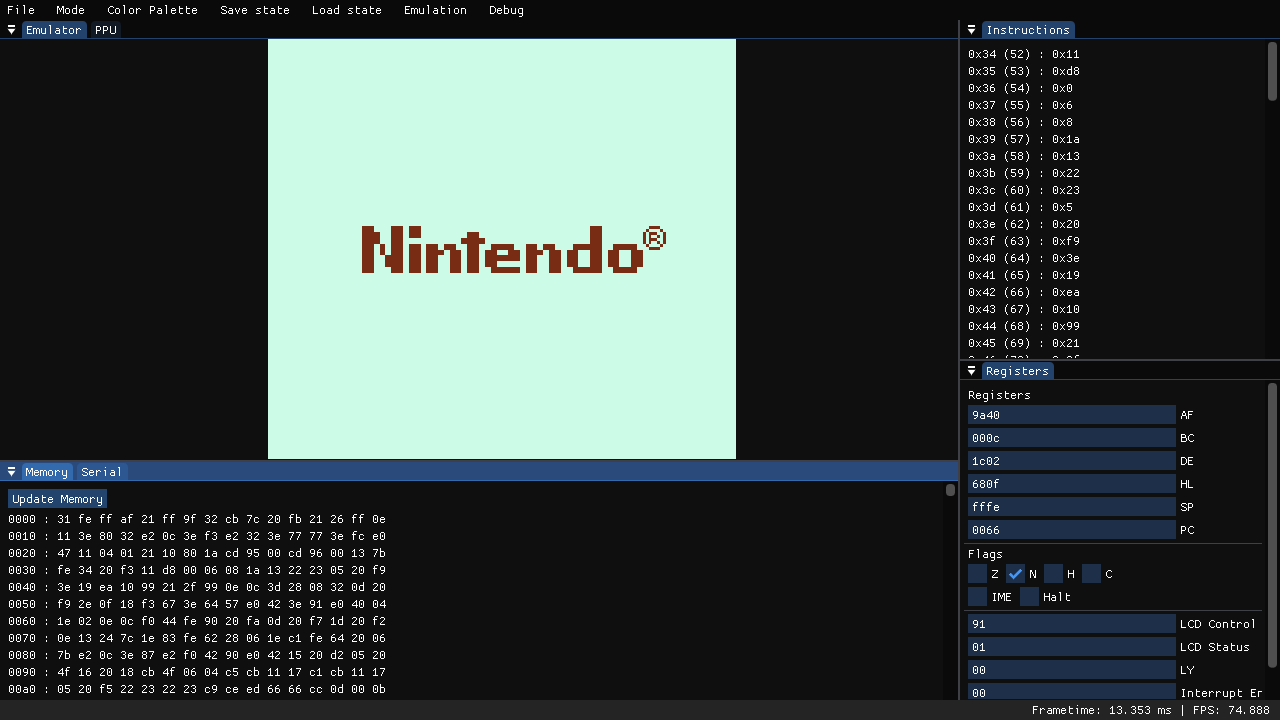 File Mode Color Palette Save state Load state Emulation Debug
Emulator PPU
Nintendo®
Instructions
0x34 (52) : 0x11
0x35 (53) : 0xd8
0x36 (54) : 0x0
0x37 (55) : 0x6
0x38 (56) : 0x8
0x39 (57) : 0x1a
0x3a (58) : 0x13
0x3b (59) : 0x22
0x3c (60) : 0x23
0x3d (61) : 0x5
0x3e (62) : 0x20
0x3f (63) : 0xf9
0x40 (64) : 0x3e
0x41 (65) : 0x19
0x42 (66) : 0xea
0x43 (67) : 0x10
0x44 (68) : 0x99
0x45 (69) : 0x21
Registers
Registers
9a40 AF
000c BC
1c02 DE
680f HL
fffe SP
0066 PC
Flags
Z N H C
IME Halt
91 LCD Control
01 LCD Status
00 LY
00 Interrupt Er
Memory Serial
Update Memory
0000 : 31 fe ff af 21 ff 9f 32 cb 7c 20 fb 21 26 ff 0e
0010 : 11 3e 80 32 e2 0c 3e f3 e2 32 3e 77 77 3e fc e0
0020 : 47 11 04 01 21 10 80 1a cd 95 00 cd 96 00 13 7b
0030 : fe 34 20 f3 11 d8 00 06 08 1a 13 22 23 05 20 f9
0040 : 3e 19 ea 10 99 21 2f 99 0e 0c 3d 28 08 32 0d 20
0050 : f9 2e 0f 18 f3 67 3e 64 57 e0 42 3e 91 e0 40 04
0060 : 1e 02 0e 0c f0 44 fe 90 20 fa 0d 20 f7 1d 20 f2
0070 : 0e 13 24 7c 1e 83 fe 62 28 06 1e c1 fe 64 20 06
0080 : 7b e2 0c 3e 87 e2 f0 42 90 e0 42 15 20 d2 05 20
0090 : 4f 16 20 18 cb 4f 06 04 c5 cb 11 17 c1 cb 11 17
00a0 : 05 20 f5 22 23 22 23 c9 ce ed 66 66 cc 0d 00 0b
Frametime: 13.353 ms | FPS: 74.888